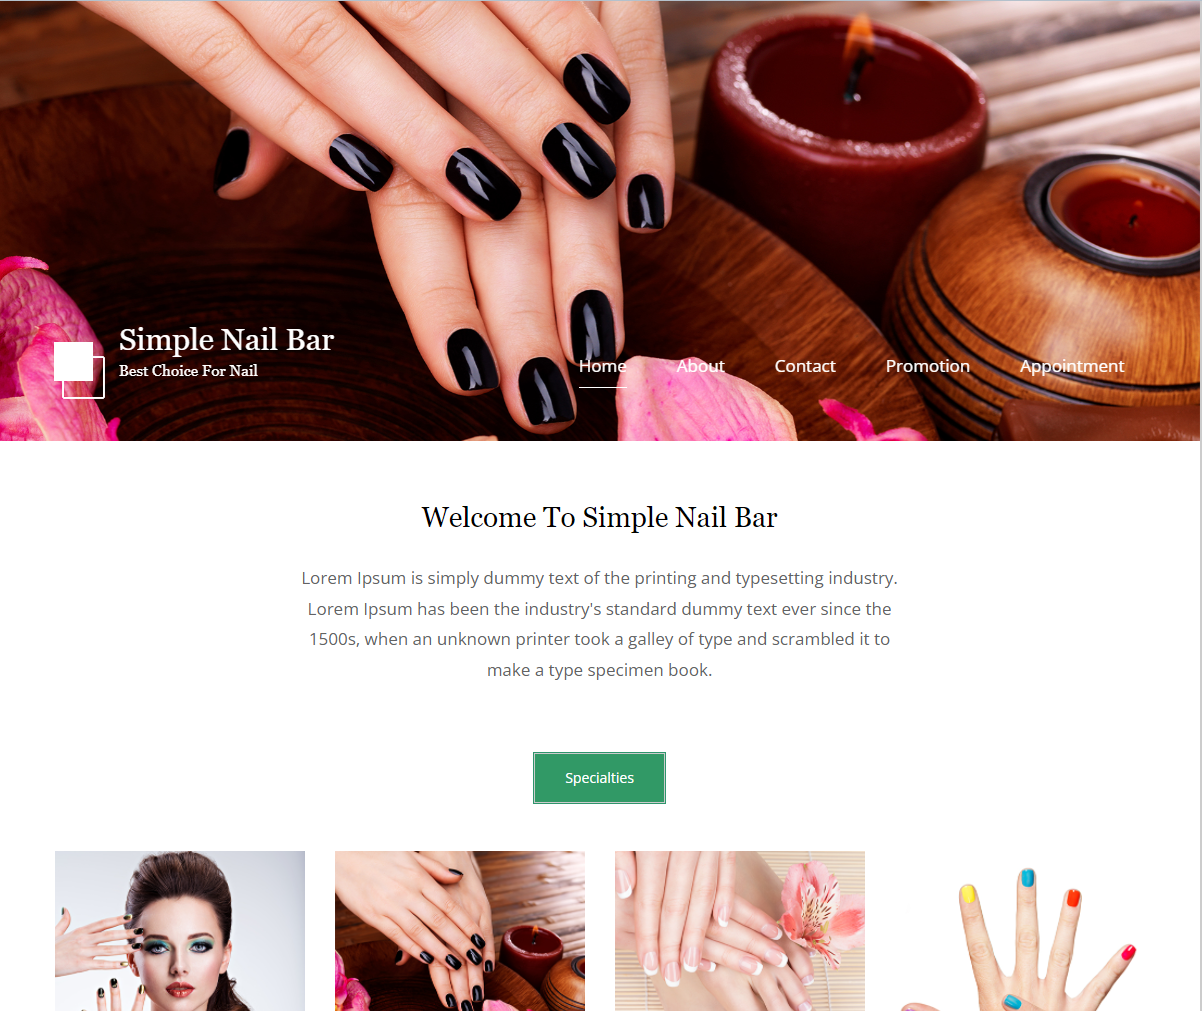 Simple Nail Bar
Best Choice For Nail
Home About Contact Promotion Appointment
Welcome To Simple Nail Bar
Lorem Ipsum is simply dummy text of the printing and typesetting industry.
Lorem Ipsum has been the industry's standard dummy text ever since the
1500s, when an unknown printer took a galley of type and scrambled it to
make a type specimen book.
Specialties